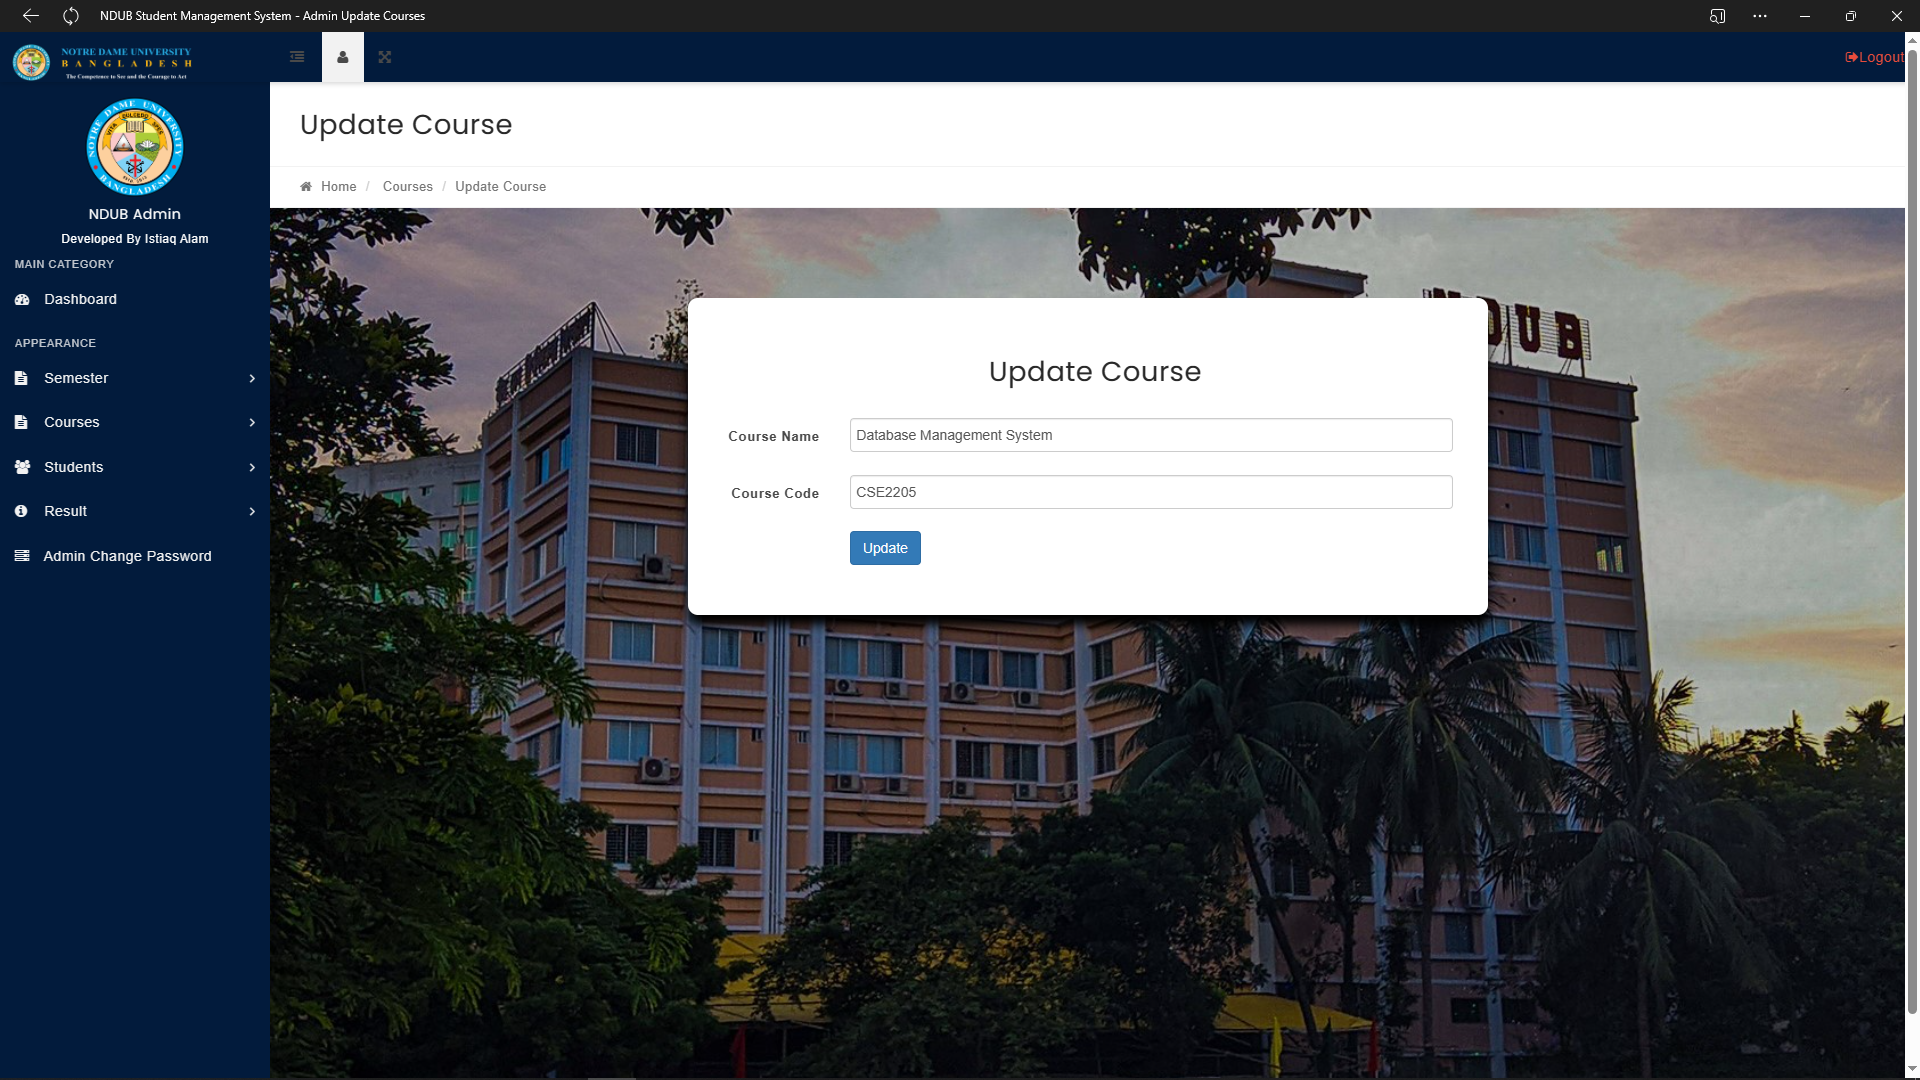 NDUB Student Management System - Admin Update Courses
NOTRE DAME UNIVERSITY
BANGLADESH
The Competence to See and the Courage to Act
Logout
NOTRE DAME UNIVERSITY
BANGLADESH
NDUB Admin
Developed By Istiaq Alam
MAIN CATEGORY
Dashboard
APPEARANCE
Semester
Courses
Students
Result
Admin Change Password
Update Course
Home / Courses / Update Course
NDUB
Update Course
Course Name
Database Management System
Course Code
CSE2205
Update